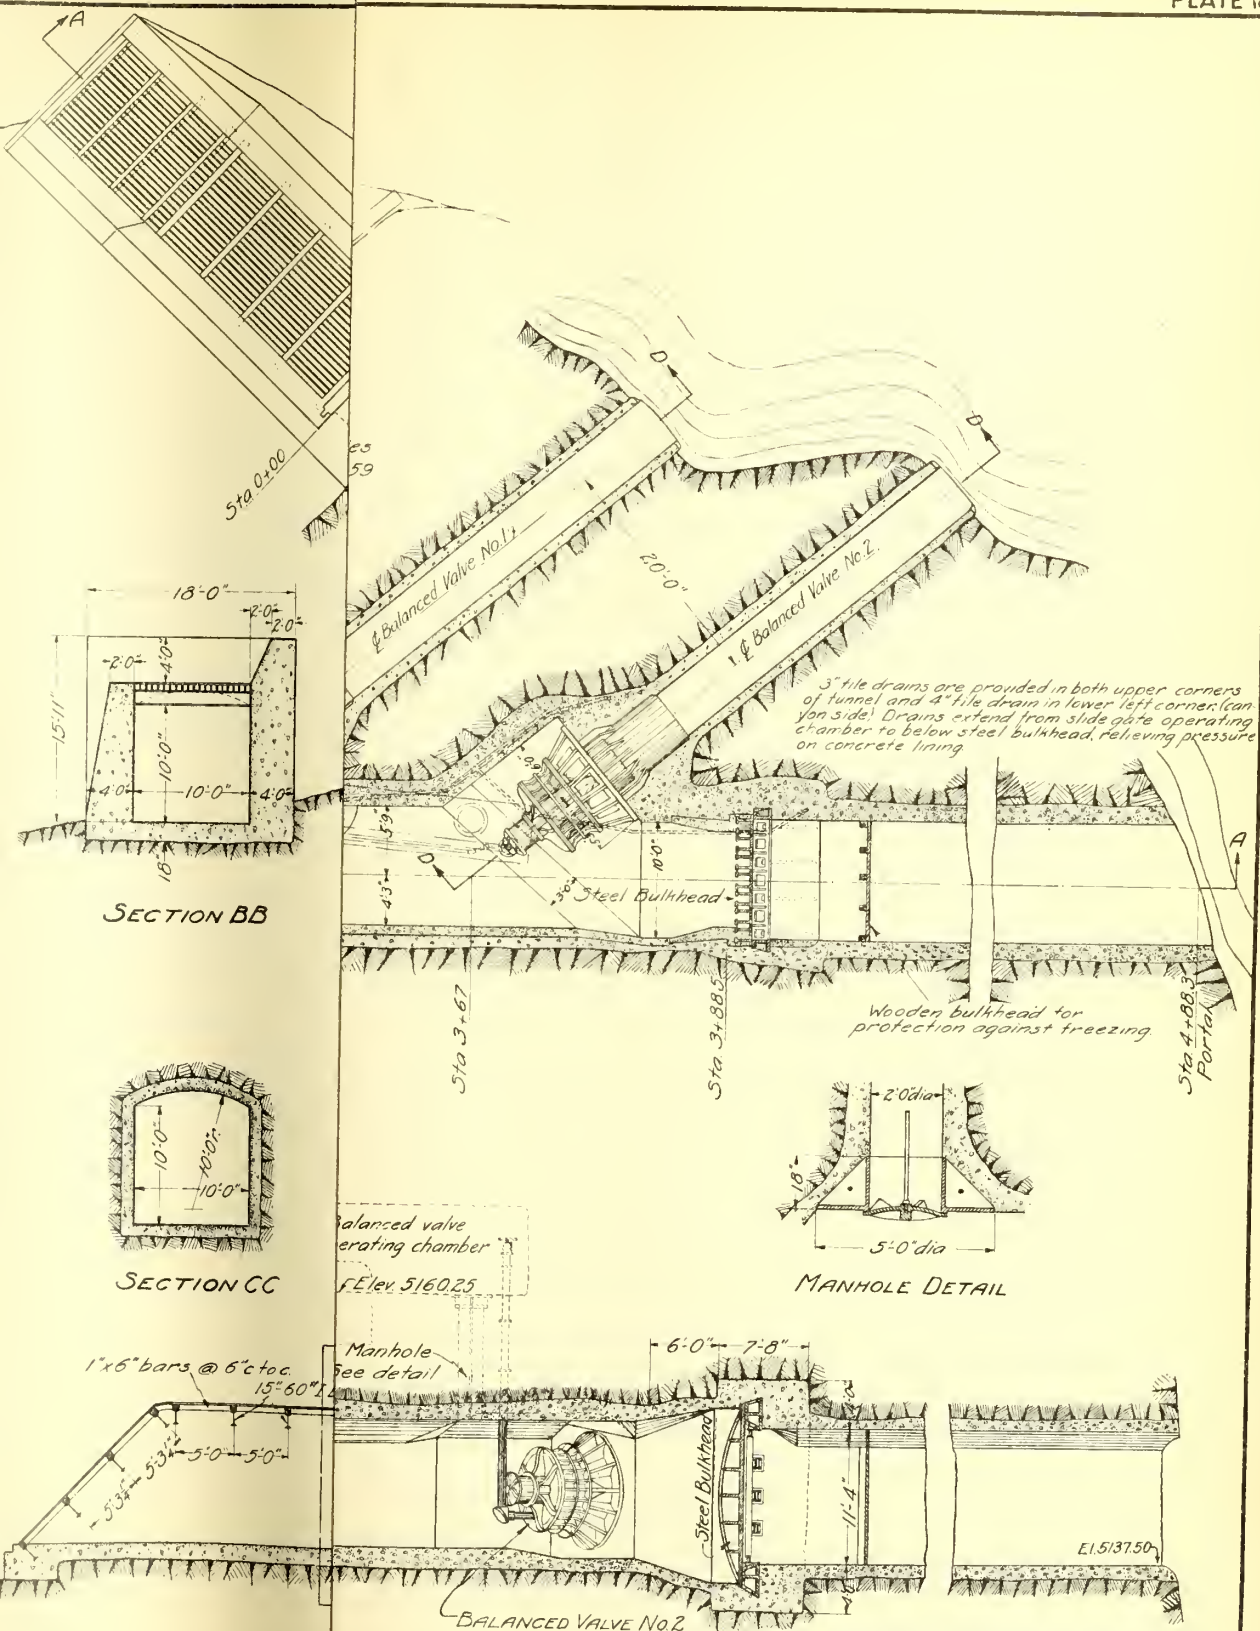 PLATE
A
Sta. 0+00
es
59
D
D
℄ Balanced Valve No.1
20'-0"
℄ Balanced Valve No.2
18'-0"
2'-0"
2'-0"
2'-0"
4'-0"
15'-11"
10'-0"
4'-0"
10'-0"
4'-0"
18"
SECTION BB
3" tile drains are provided in both upper corners
of tunnel and 4" tile drain in lower left corner (can-
yon side) Drains extend from slide gate operating
chamber to below steel bulkhead, relieving pressure
on concrete lining
5'-9"
4'-3"
D
10'-0"
Steel Bulkhead
A
Sta 3+67
Sta. 3+88.5
Wooden bulkhead for
protection against freezing.
Sta. 4+88.3
Portal
10'-0"
10'-0"r.
10'-0"
SECTION CC
2'-0" dia
18"
5'-0" dia
MANHOLE DETAIL
Balanced valve
erating chamber
Elev. 5160.25
Manhole
See detail
6'-0"
7'-8"
1"x6" bars @ 6" c to c.
15"-60"
5'-3¾"
5'-3¾"
5'-0"
5'-0"
Steel Bulkhead
11'-4"
El. 5137.50
BALANCED VALVE No.2